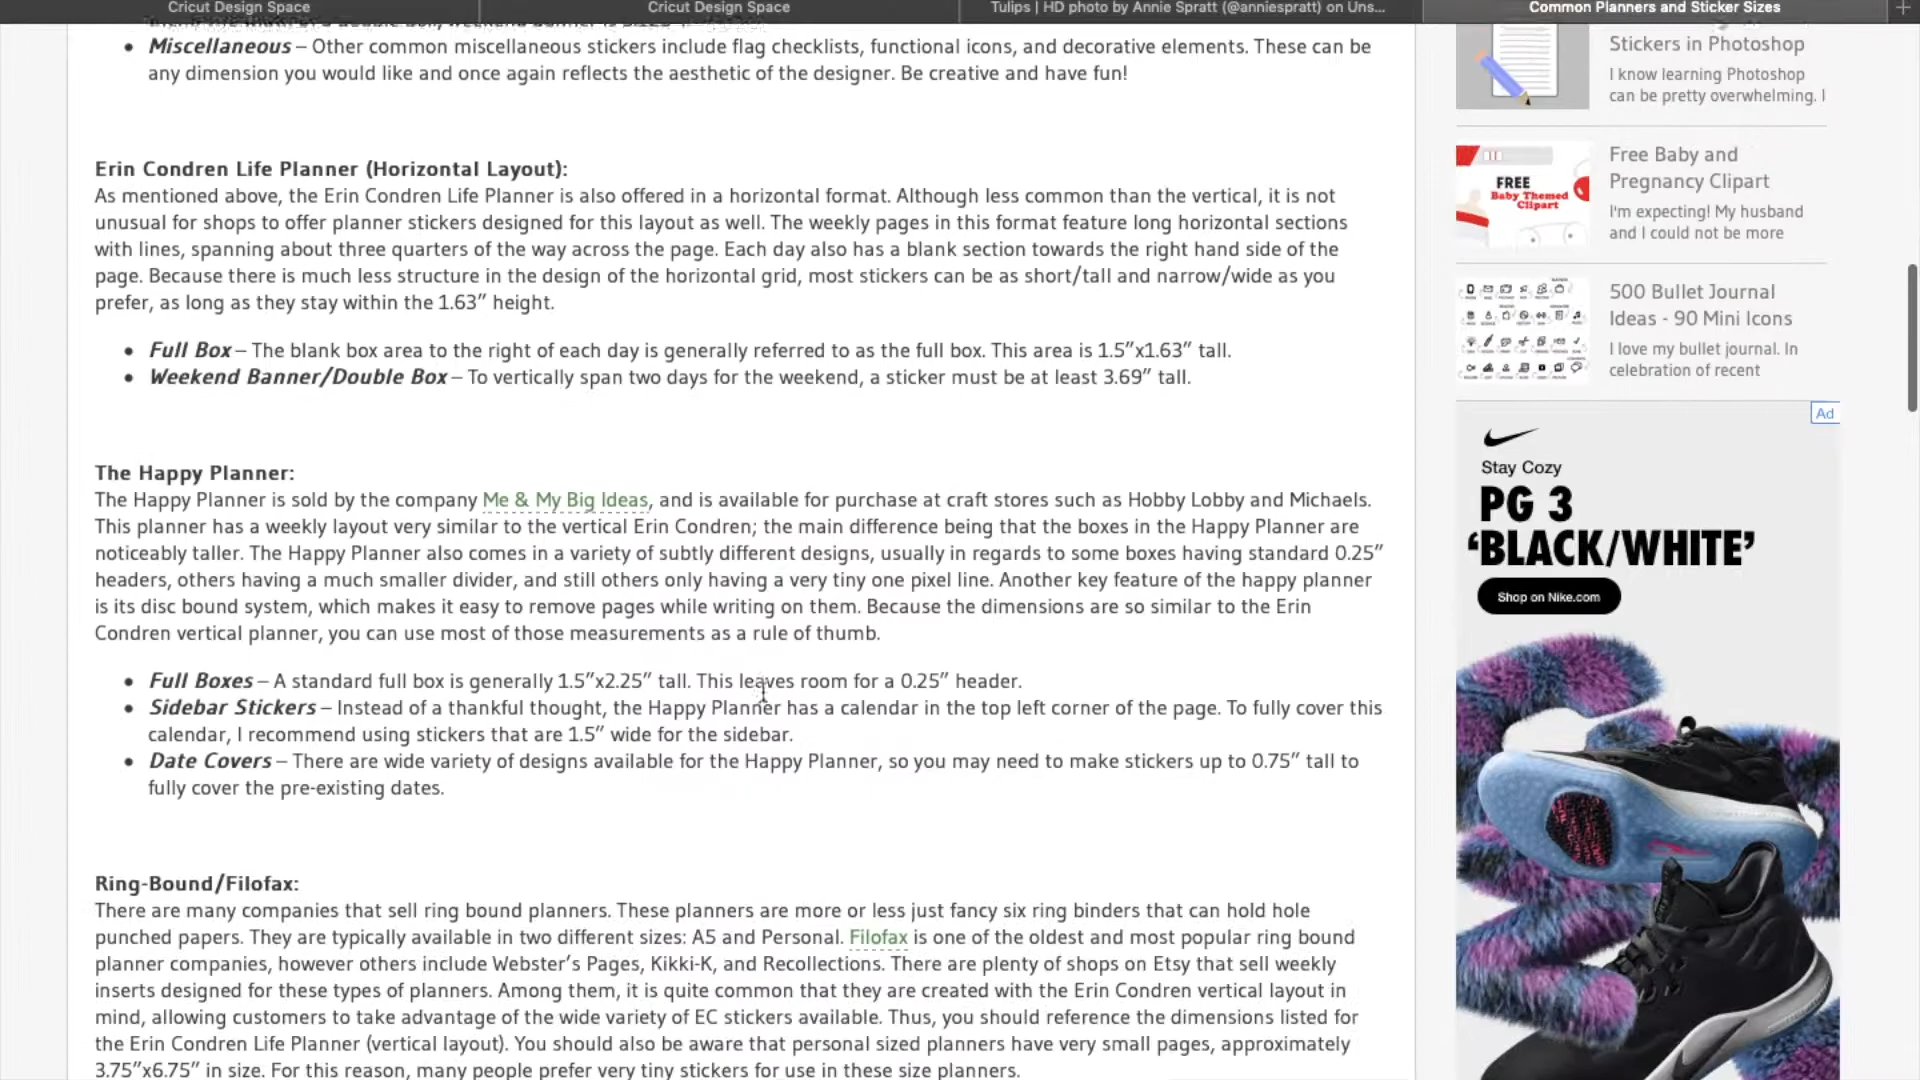 Cricut Design Space
Cricut Design Space
Tulips | HD photo by Annie Spratt (@anniespratt) on Uns...
Common Planners and Sticker Sizes
Miscellaneous – Other common miscellaneous stickers include flag checklists, functional icons, and decorative elements. These can be
any dimension you would like and once again reflects the aesthetic of the designer. Be creative and have fun!
Erin Condren Life Planner (Horizontal Layout):
As mentioned above, the Erin Condren Life Planner is also offered in a horizontal format. Although less common than the vertical, it is not
unusual for shops to offer planner stickers designed for this layout as well. The weekly pages in this format feature long horizontal sections
with lines, spanning about three quarters of the way across the page. Each day also has a blank section towards the right hand side of the
page. Because there is much less structure in the design of the horizontal grid, most stickers can be as short/tall and narrow/wide as you
prefer, as long as they stay within the 1.63” height.
Full Box – The blank box area to the right of each day is generally referred to as the full box. This area is 1.5”x1.63” tall.
Weekend Banner/Double Box – To vertically span two days for the weekend, a sticker must be at least 3.69” tall.
The Happy Planner:
The Happy Planner is sold by the company Me & My Big Ideas, and is available for purchase at craft stores such as Hobby Lobby and Michaels.
This planner has a weekly layout very similar to the vertical Erin Condren; the main difference being that the boxes in the Happy Planner are
noticeably taller. The Happy Planner also comes in a variety of subtly different designs, usually in regards to some boxes having standard 0.25”
headers, others having a much smaller divider, and still others only having a very tiny one pixel line. Another key feature of the happy planner
is its disc bound system, which makes it easy to remove pages while writing on them. Because the dimensions are so similar to the Erin
Condren vertical planner, you can use most of those measurements as a rule of thumb.
Full Boxes – A standard full box is generally 1.5”x2.25” tall. This leaves room for a 0.25” header.
Sidebar Stickers – Instead of a thankful thought, the Happy Planner has a calendar in the top left corner of the page. To fully cover this
calendar, I recommend using stickers that are 1.5” wide for the sidebar.
Date Covers – There are wide variety of designs available for the Happy Planner, so you may need to make stickers up to 0.75” tall to
fully cover the pre-existing dates.
Ring-Bound/Filofax:
There are many companies that sell ring bound planners. These planners are more or less just fancy six ring binders that can hold hole
punched papers. They are typically available in two different sizes: A5 and Personal. Filofax is one of the oldest and most popular ring bound
planner companies, however others include Webster’s Pages, Kikki-K, and Recollections. There are plenty of shops on Etsy that sell weekly
inserts designed for these types of planners. Among them, it is quite common that they are created with the Erin Condren vertical layout in
mind, allowing customers to take advantage of the wide variety of EC stickers available. Thus, you should reference the dimensions listed for
the Erin Condren Life Planner (vertical layout). You should also be aware that personal sized planners have very small pages, approximately
3.75”x6.75” in size. For this reason, many people prefer very tiny stickers for use in these size planners.
Stickers in Photoshop
I know learning Photoshop
can be pretty overwhelming. I
FREE
Baby Themed
Clipart
Free Baby and
Pregnancy Clipart
I'm expecting! My husband
and I could not be more
500 Bullet Journal
Ideas - 90 Mini Icons
I love my bullet journal. In
celebration of recent
Ad
Stay Cozy
PG 3
‘BLACK/WHITE’
Shop on Nike.com